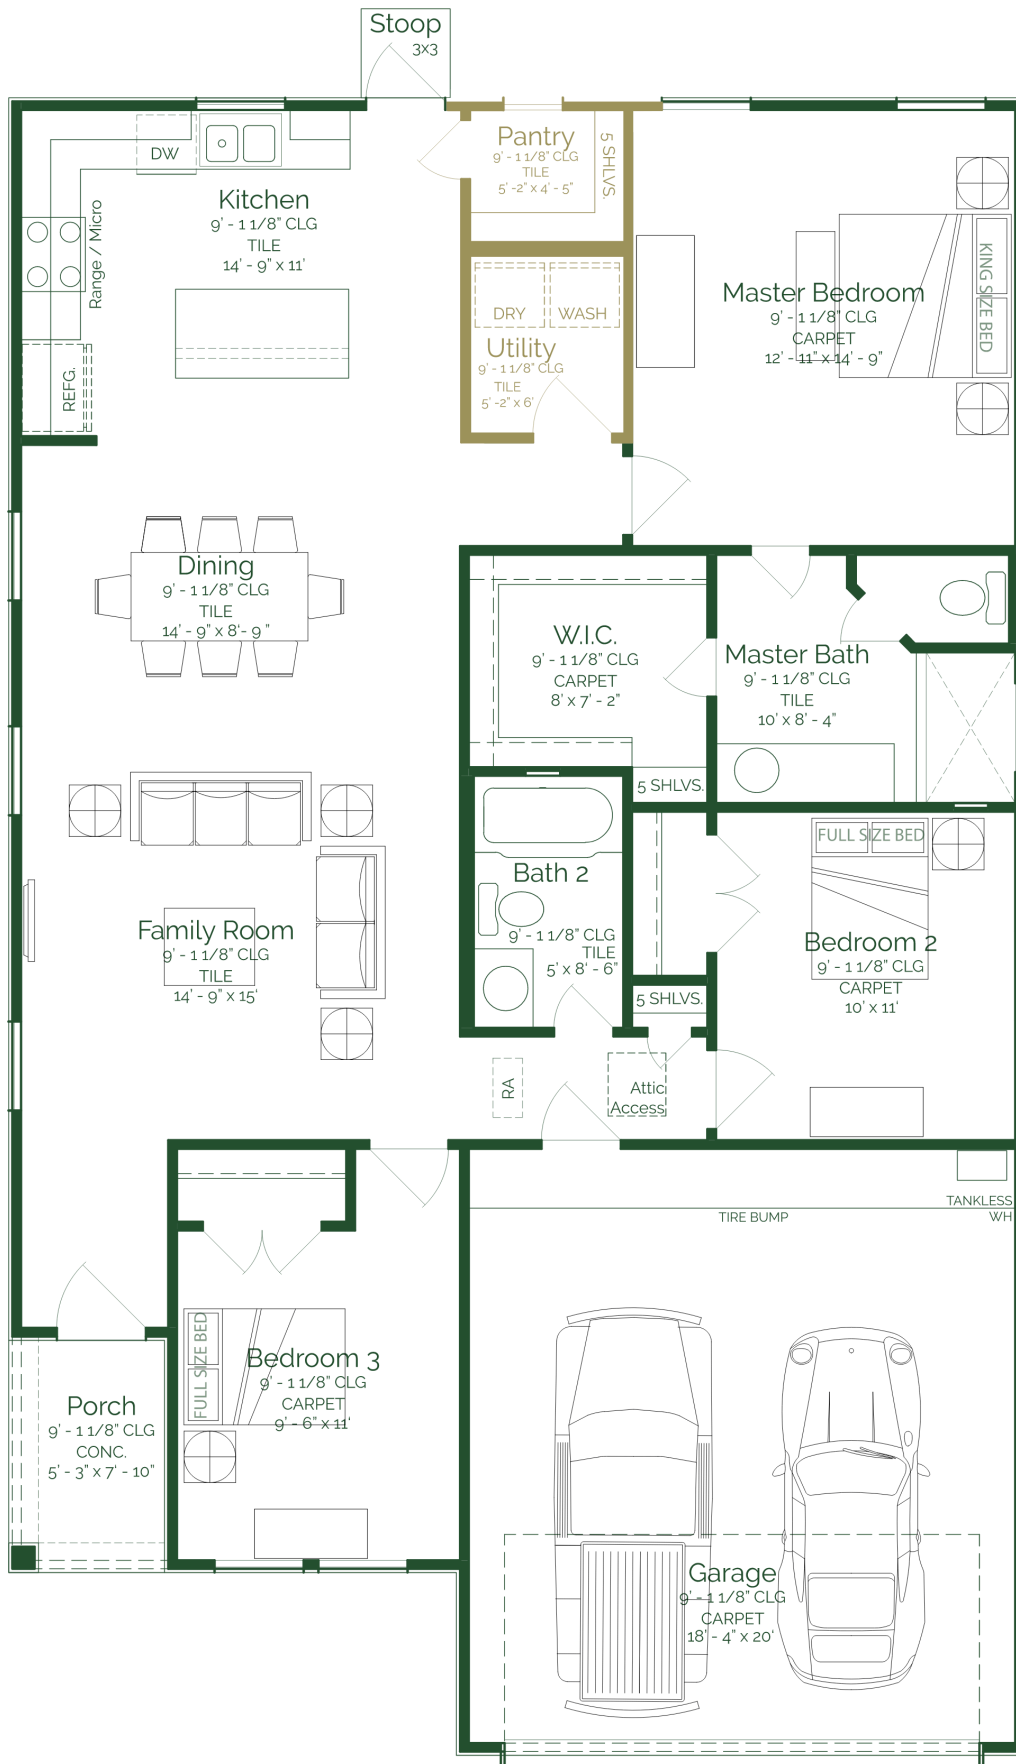 Stoop
3x3
Pantry
9' - 1 1/8" CLG
TILE
5' -2" x 4' - 5"
5 SHLVS.
DW
Kitchen
9' - 1 1/8" CLG
TILE
14' - 9" x 11'
Range / Micro
REFG.
DRY
WASH
Utility
9' - 1 1/8" CLG
TILE
5' -2" x 6'
Master Bedroom
9' - 1 1/8" CLG
CARPET
12' - 11" x 14' - 9"
KING SIZE BED
Dining
9' - 1 1/8" CLG
TILE
14' - 9" x 8'- 9 "
W.I.C.
9' - 1 1/8" CLG
CARPET
8' x 7' - 2"
5 SHLVS.
Master Bath
9' - 1 1/8" CLG
TILE
10' x 8' - 4"
Family Room
9' - 1 1/8" CLG
TILE
14' - 9" x 15'
Bath 2
9' - 1 1/8" CLG
TILE
5' x 8' - 6"
5 SHLVS.
FULL SIZE BED
Bedroom 2
9' - 1 1/8" CLG
CARPET
10' x 11'
RA
Attic
Access
TANKLESS
WH
TIRE BUMP
FULL SIZE BED
Bedroom 3
9' - 1 1/8" CLG
CARPET
9' - 6" x 11'
Porch
9' - 1 1/8" CLG
CONC.
5' - 3" x 7' - 10"
Garage
9' - 1 1/8" CLG
CARPET
18' - 4" x 20'